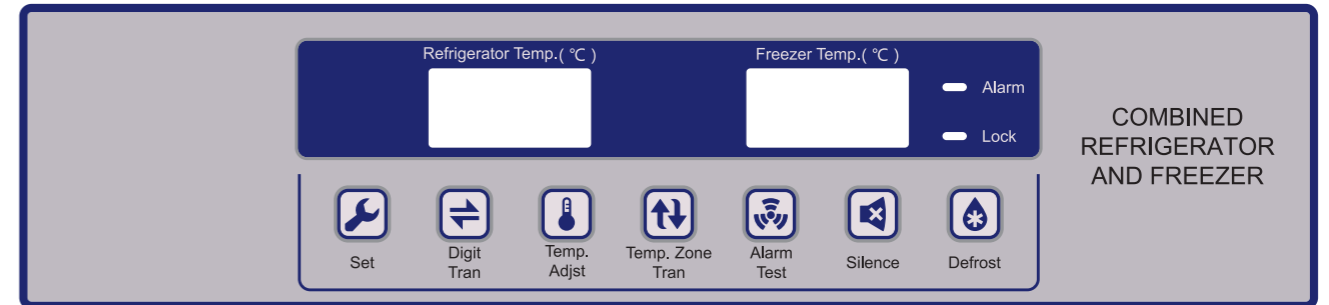 Refrigerator Temp.( ℃ )
Freezer Temp.( ℃ )
Alarm
Lock
COMBINED
REFRIGERATOR
AND FREEZER
Set
Digit
Tran
Temp.
Adjst
Temp. Zone
Tran
Alarm
Test
Silence
Defrost